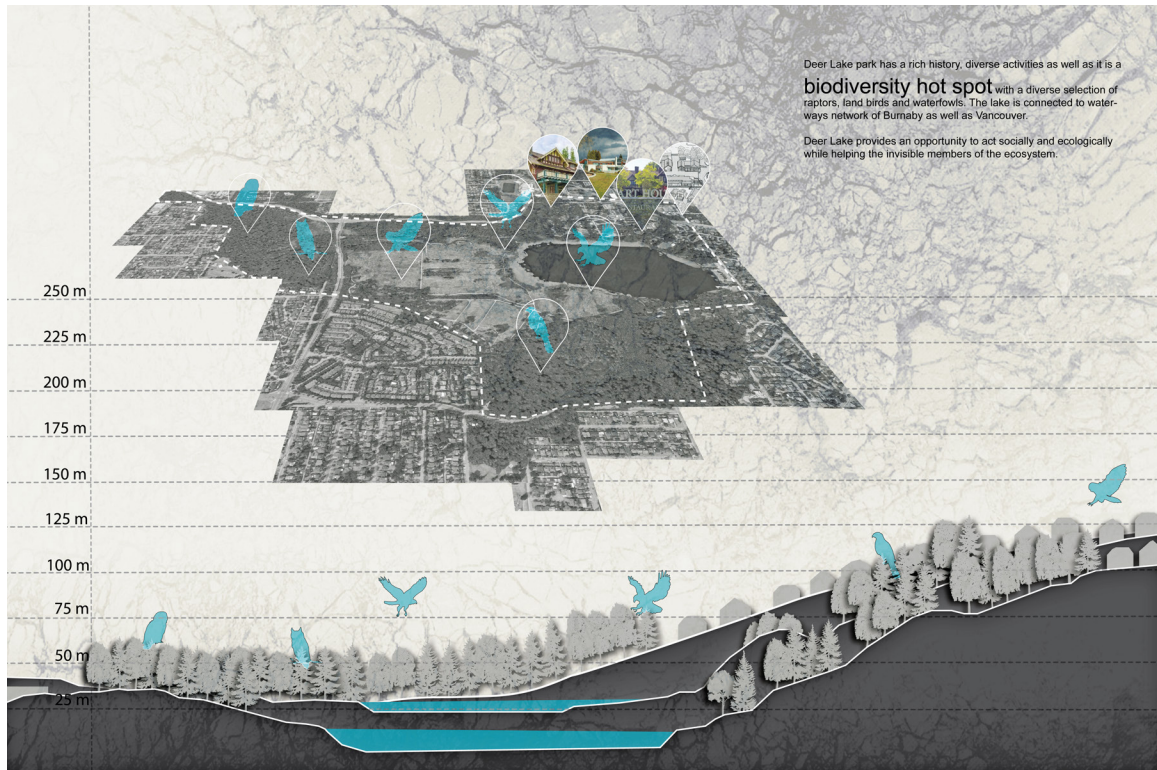 Deer Lake park has a rich history, diverse activities as well as it is a
biodiversity hot spot with a diverse selection of
raptors, land birds and waterfowls. The lake is connected to water-
ways network of Burnaby as well as Vancouver.
Deer Lake provides an opportunity to act socially and ecologically
while helping the invisible members of the ecosystem.
ART HOU
250 m
225 m
200 m
175 m
150 m
125 m
100 m
75 m
50 m
25 m